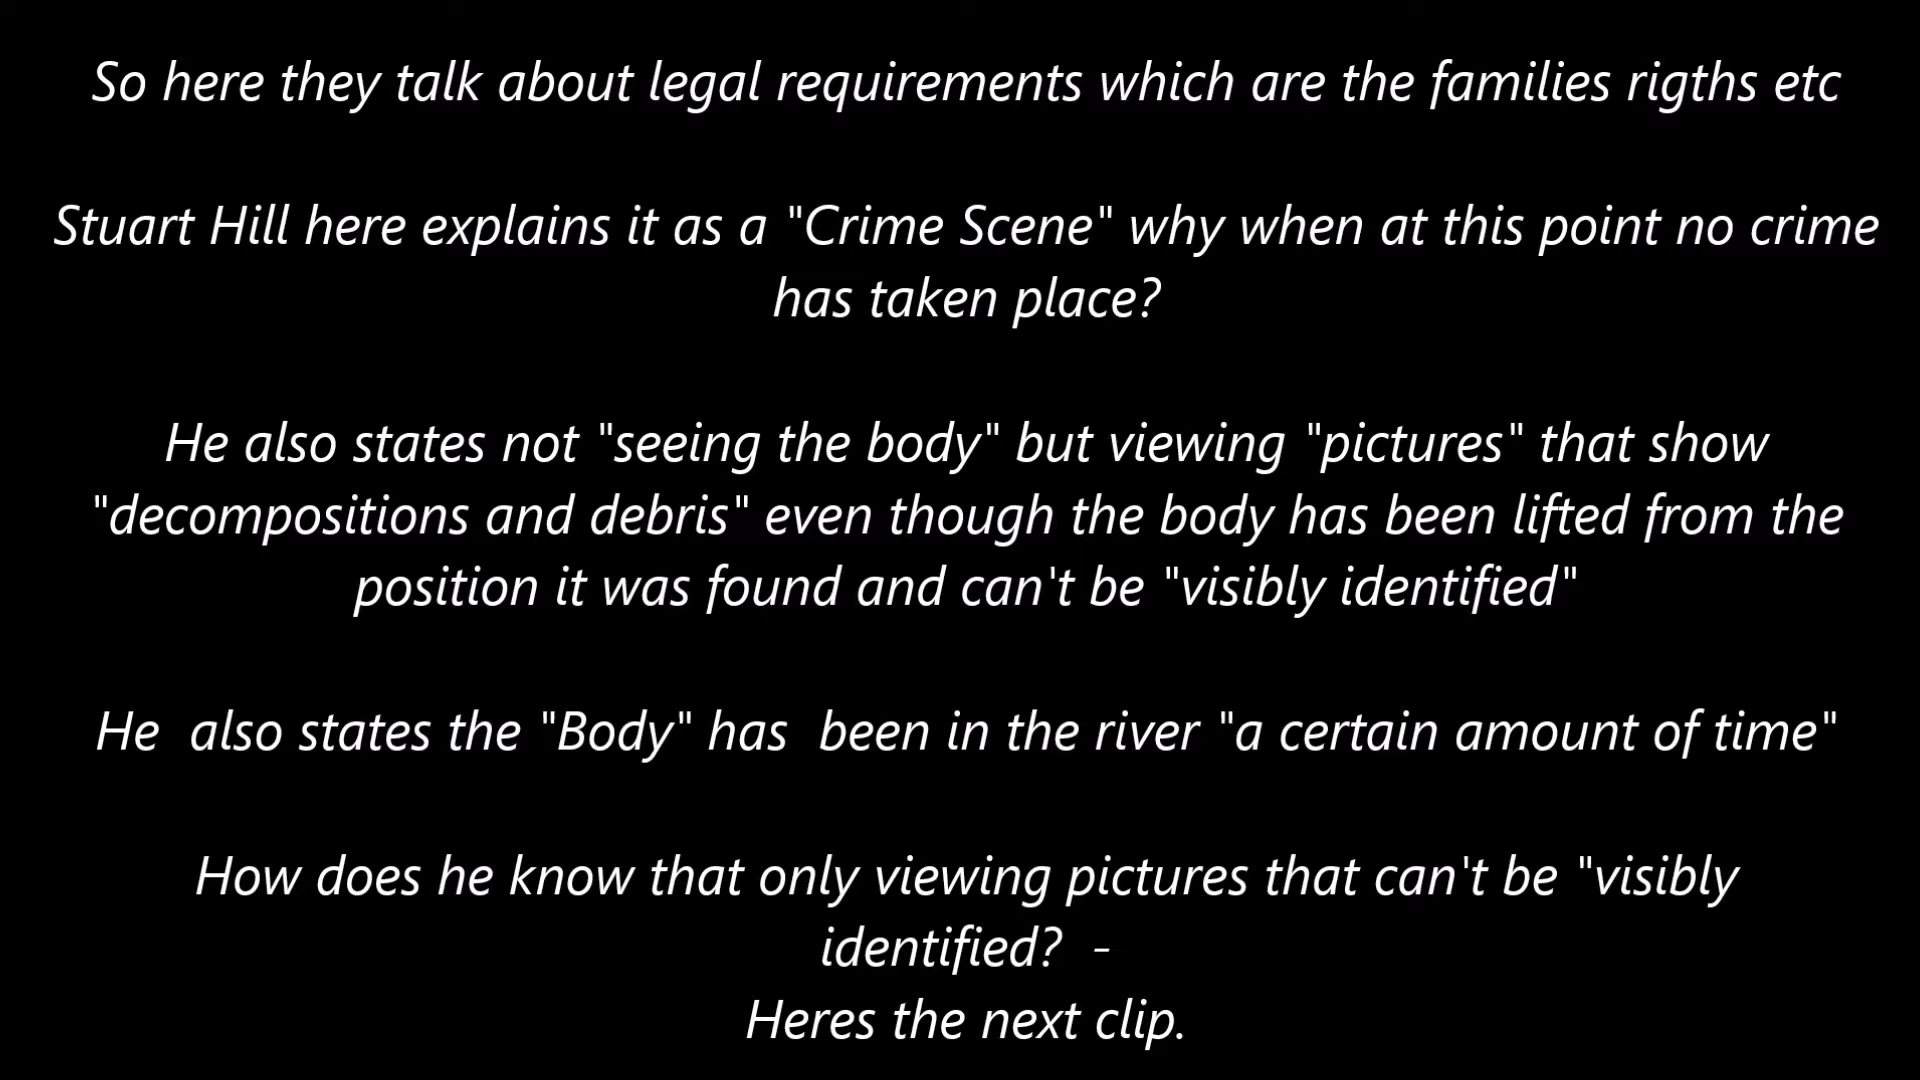 So here they talk about legal requirements which are the families rigths etc
Stuart Hill here explains it as a "Crime Scene" why when at this point no crime
has taken place?
He also states not "seeing the body" but viewing "pictures" that show
"decompositions and debris" even though the body has been lifted from the
position it was found and can't be "visibly identified"
He  also states the "Body" has  been in the river "a certain amount of time"
How does he know that only viewing pictures that can't be "visibly
identified?  -
Heres the next clip.